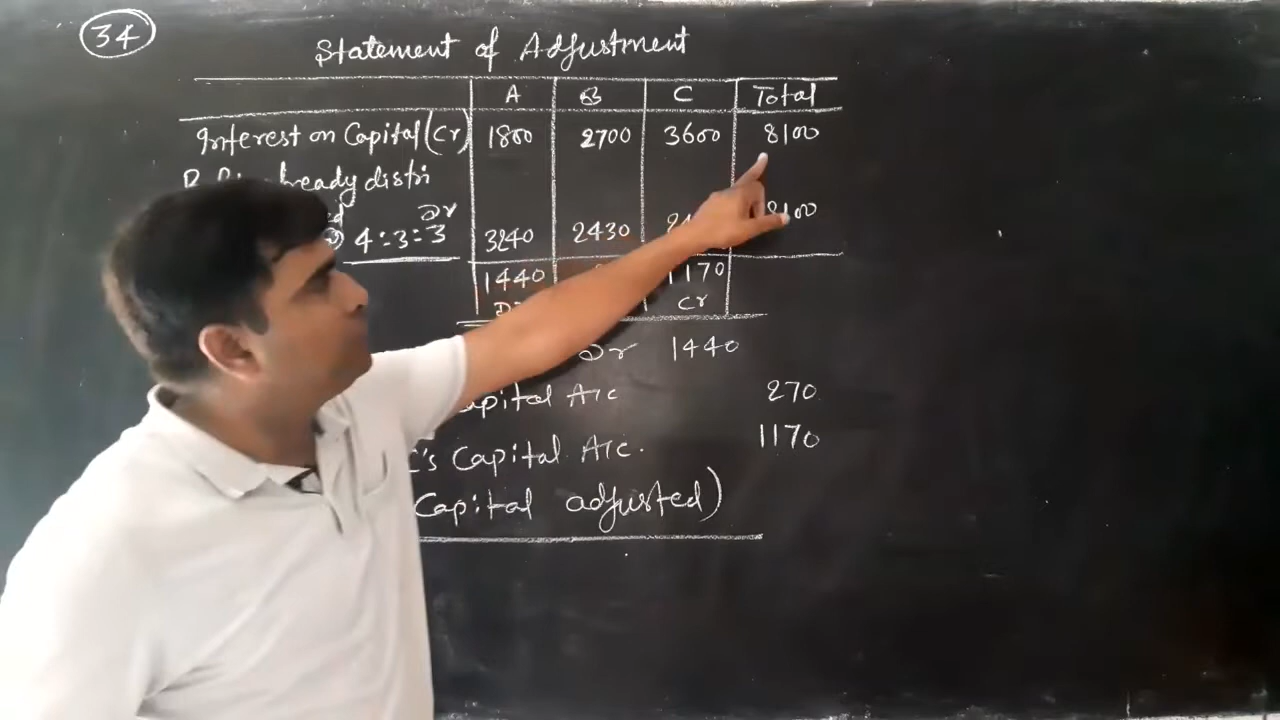 34
Statement of Adjustment
A B C Total
Interest on Capital (Cr) 1800 2700 3600 8100
already distri
Dr
4:3:3 3240 2430 8100
1440 1170
Cr
Dr 1440
Capital A/c 270
C's Capital A/c. 1170
Capital adjusted)